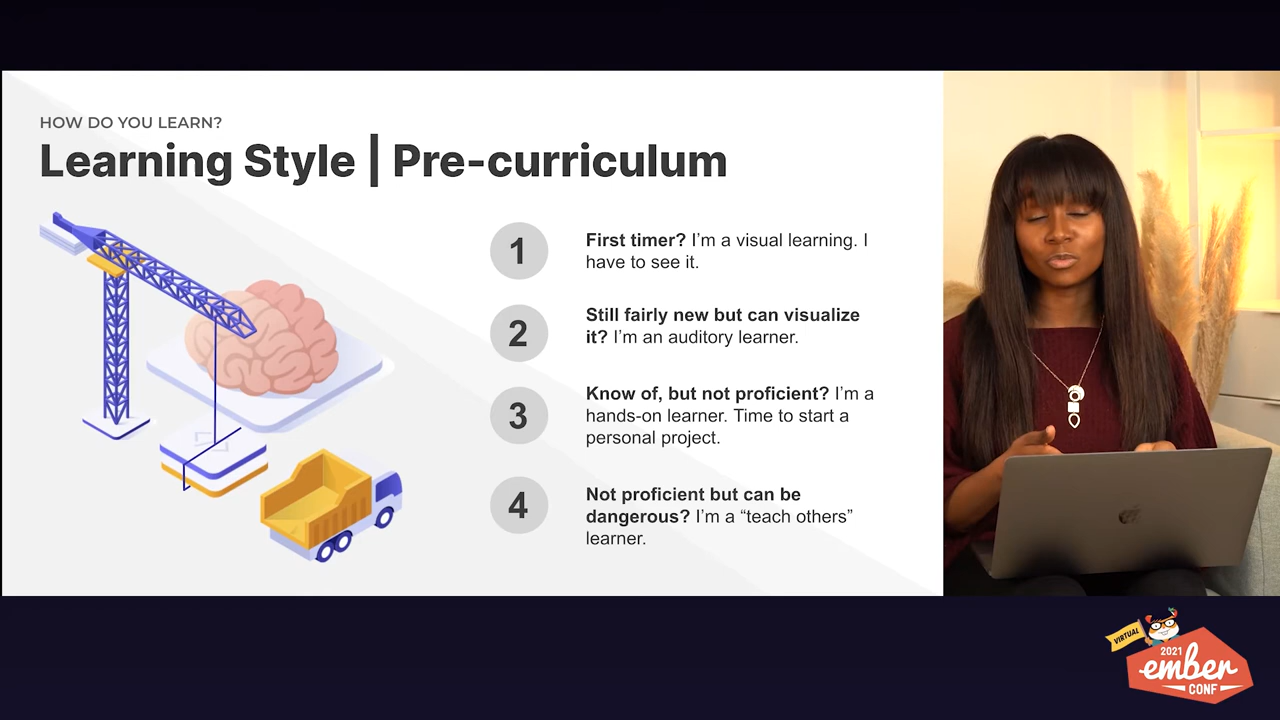 HOW DO YOU LEARN?
Learning Style | Pre-curriculum
1
First timer? I'm a visual learning. I
have to see it.
2
Still fairly new but can visualize
it? I'm an auditory learner.
3
Know of, but not proficient? I'm a
hands-on learner. Time to start a
personal project.
4
Not proficient but can be
dangerous? I'm a “teach others”
learner.
VIRTUAL
2021
ember
CONF